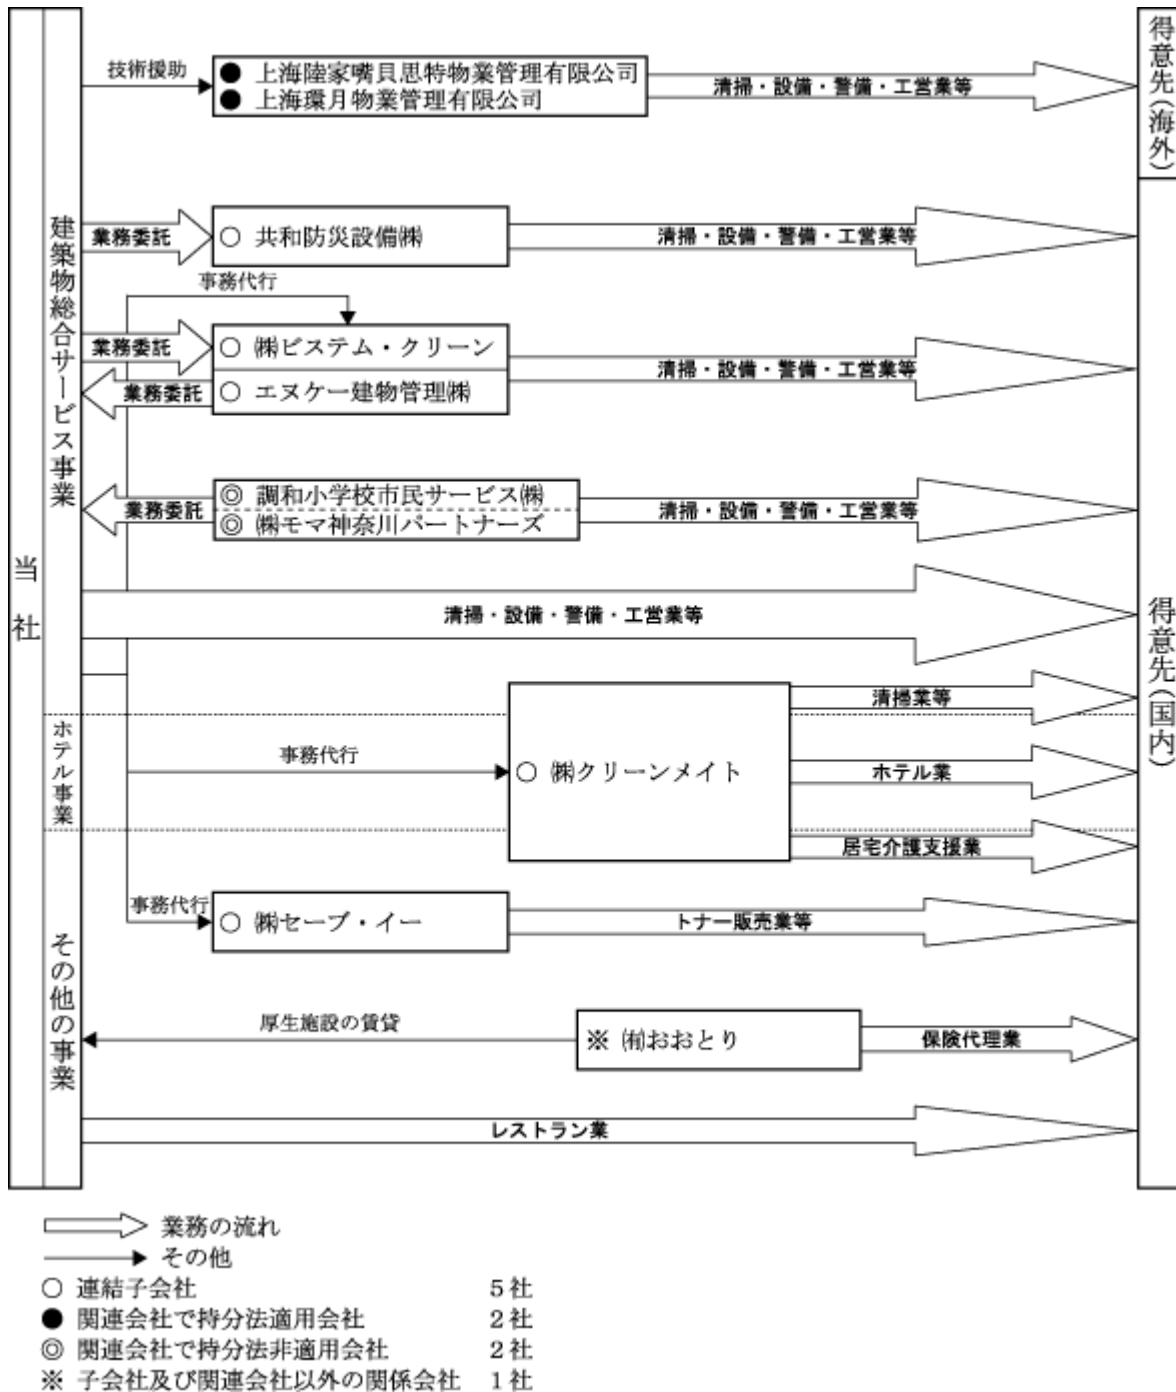 当社
建築物総合サービス事業
ホテル事業
その他の事業
得意先(海外)
得意先(国内)
技術援助
● 上海陸家嘴貝思特物業管理有限公司
● 上海環月物業管理有限公司
清掃・設備・警備・工営業等
業務委託
○ 共和防災設備㈱
清掃・設備・警備・工営業等
事務代行
業務委託
○ ㈱ビステム・クリーン
清掃・設備・警備・工営業等
業務委託
○ エヌケー建物管理㈱
業務委託
◎ 調和小学校市民サービス㈱
◎ ㈱モマ神奈川パートナーズ
清掃・設備・警備・工営業等
清掃・設備・警備・工営業等
清掃業等
事務代行
○ ㈱クリーンメイト
ホテル業
居宅介護支援業
事務代行
○ ㈱セーブ・イー
トナー販売業等
厚生施設の賃貸
※ ㈲おおとり
保険代理業
レストラン業
業務の流れ
その他
○ 連結子会社 5社
● 関連会社で持分法適用会社 2社
◎ 関連会社で持分法非適用会社 2社
※ 子会社及び関連会社以外の関係会社 1社